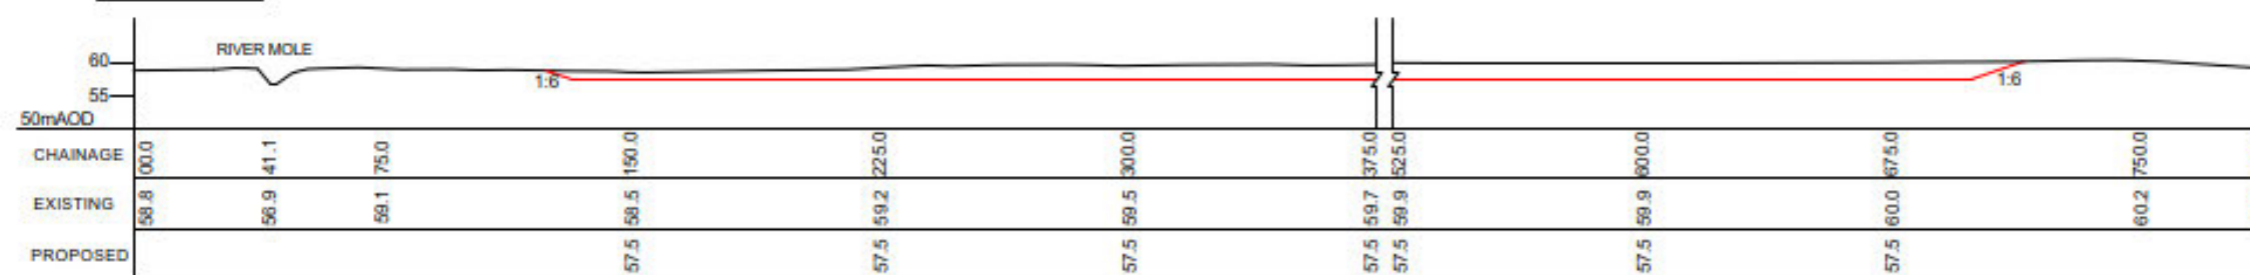 RIVER MOLE
60
55
50mAOD
1:6 1:6
CHAINAGE 00.0 41.1 75.0 150.0 225.0 300.0 375.0 525.0 600.0 675.0 750.0
EXISTING 58.8 56.9 59.1 58.5 59.2 59.5 59.7 59.9 59.9 60.0 60.2
PROPOSED 57.5 57.5 57.5 57.5 57.5 57.5 57.5